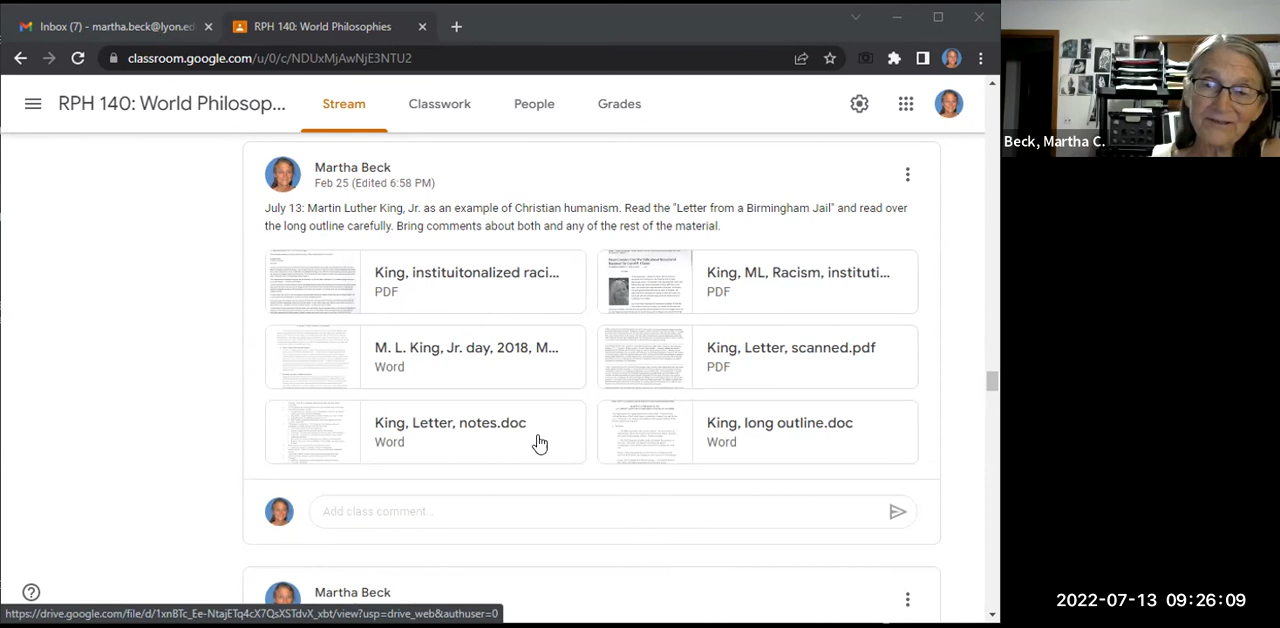 Inbox (7) - martha.beck@lyon.ed
RPH 140: World Philosophies
classroom.google.com/u/0/c/NDUxMjAwNjE3NTU2
RPH 140: World Philosop...
Stream
Classwork
People
Grades
Beck, Martha C.
Martha Beck
Feb 25 (Edited 6:58 PM)
July 13: Martin Luther King, Jr. as an example of Christian humanism. Read the "Letter from a Birmingham Jail" and read over
the long outline carefully. Bring comments about both and any of the rest of the material.
King, instituitonalized raci...
PDF
King, ML, Racism, instituti...
PDF
M. L. King, Jr. day, 2018, M...
Word
King, Letter, scanned.pdf
PDF
King, Letter, notes.doc
Word
King, long outline.doc
Word
Add class comment...
Martha Beck
https://drive.google.com/file/d/1xnBTc_Ee-NtajETq4cX7QsXSTdvX_xbt/view?usp=drive_web&authuser=0
2022-07-13 09:26:09